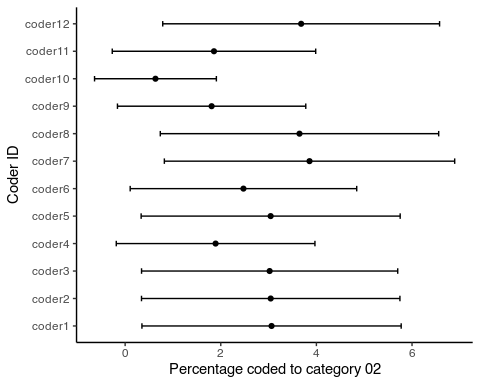 coder12
coder11
coder10
coder9
coder8
coder7
coder6
coder5
coder4
coder3
coder2
coder1
Coder ID
0 2 4 6
Percentage coded to category 02